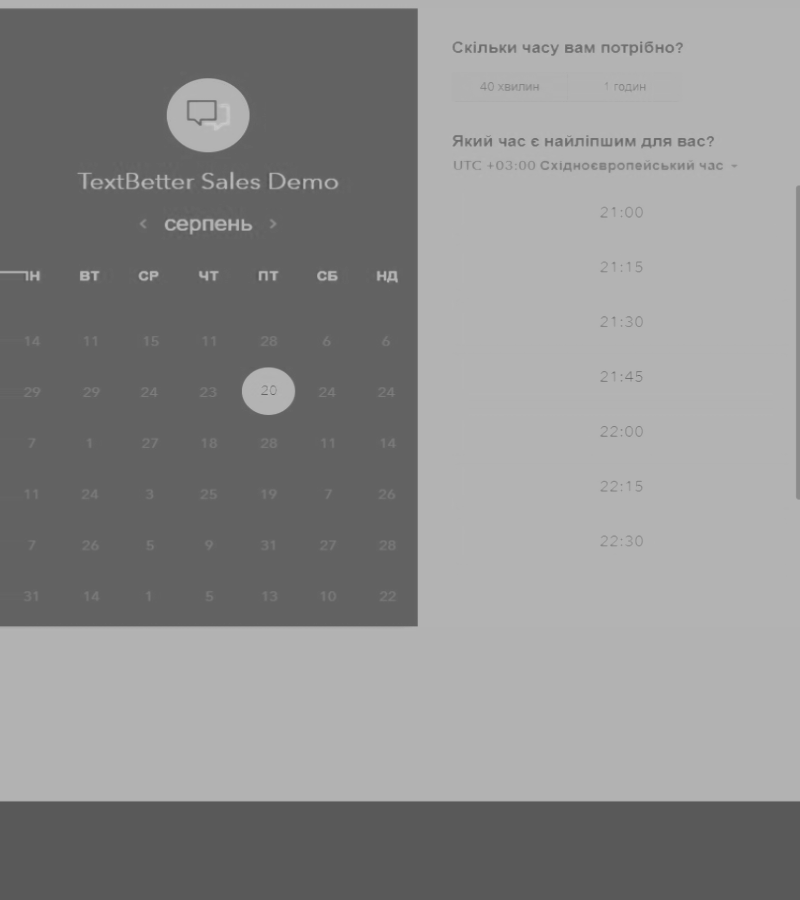 TextBetter Sales Demo
серпень
ПН ВТ СР ЧТ ПТ СБ НД
14 11 15 11 28 6 6
29 29 24 23 20 24 24
7 1 27 18 28 11 14
11 24 3 25 19 7 26
7 26 5 9 31 27 28
31 14 1 5 13 10 22
Скільки часу вам потрібно?
40 хвилин 1 годин
Який час є найліпшим для вас?
UTC +03:00 Східноєвропейський час
21:00
21:15
21:30
21:45
22:00
22:15
22:30